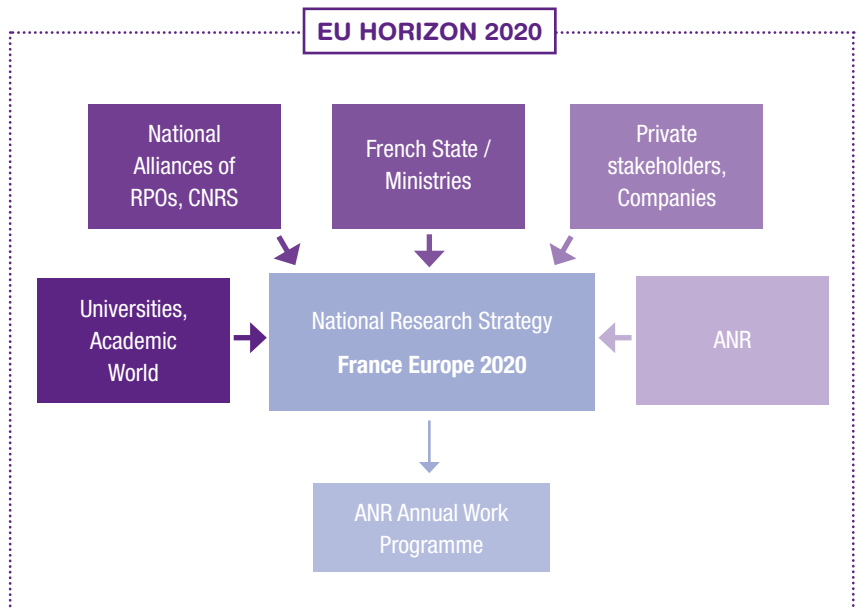 EU HORIZON 2020
National
Alliances of
RPOs, CNRS
French State /
Ministries
Private
stakeholders,
Companies
Universities,
Academic
World
National Research Strategy
France Europe 2020
ANR
ANR Annual Work
Programme